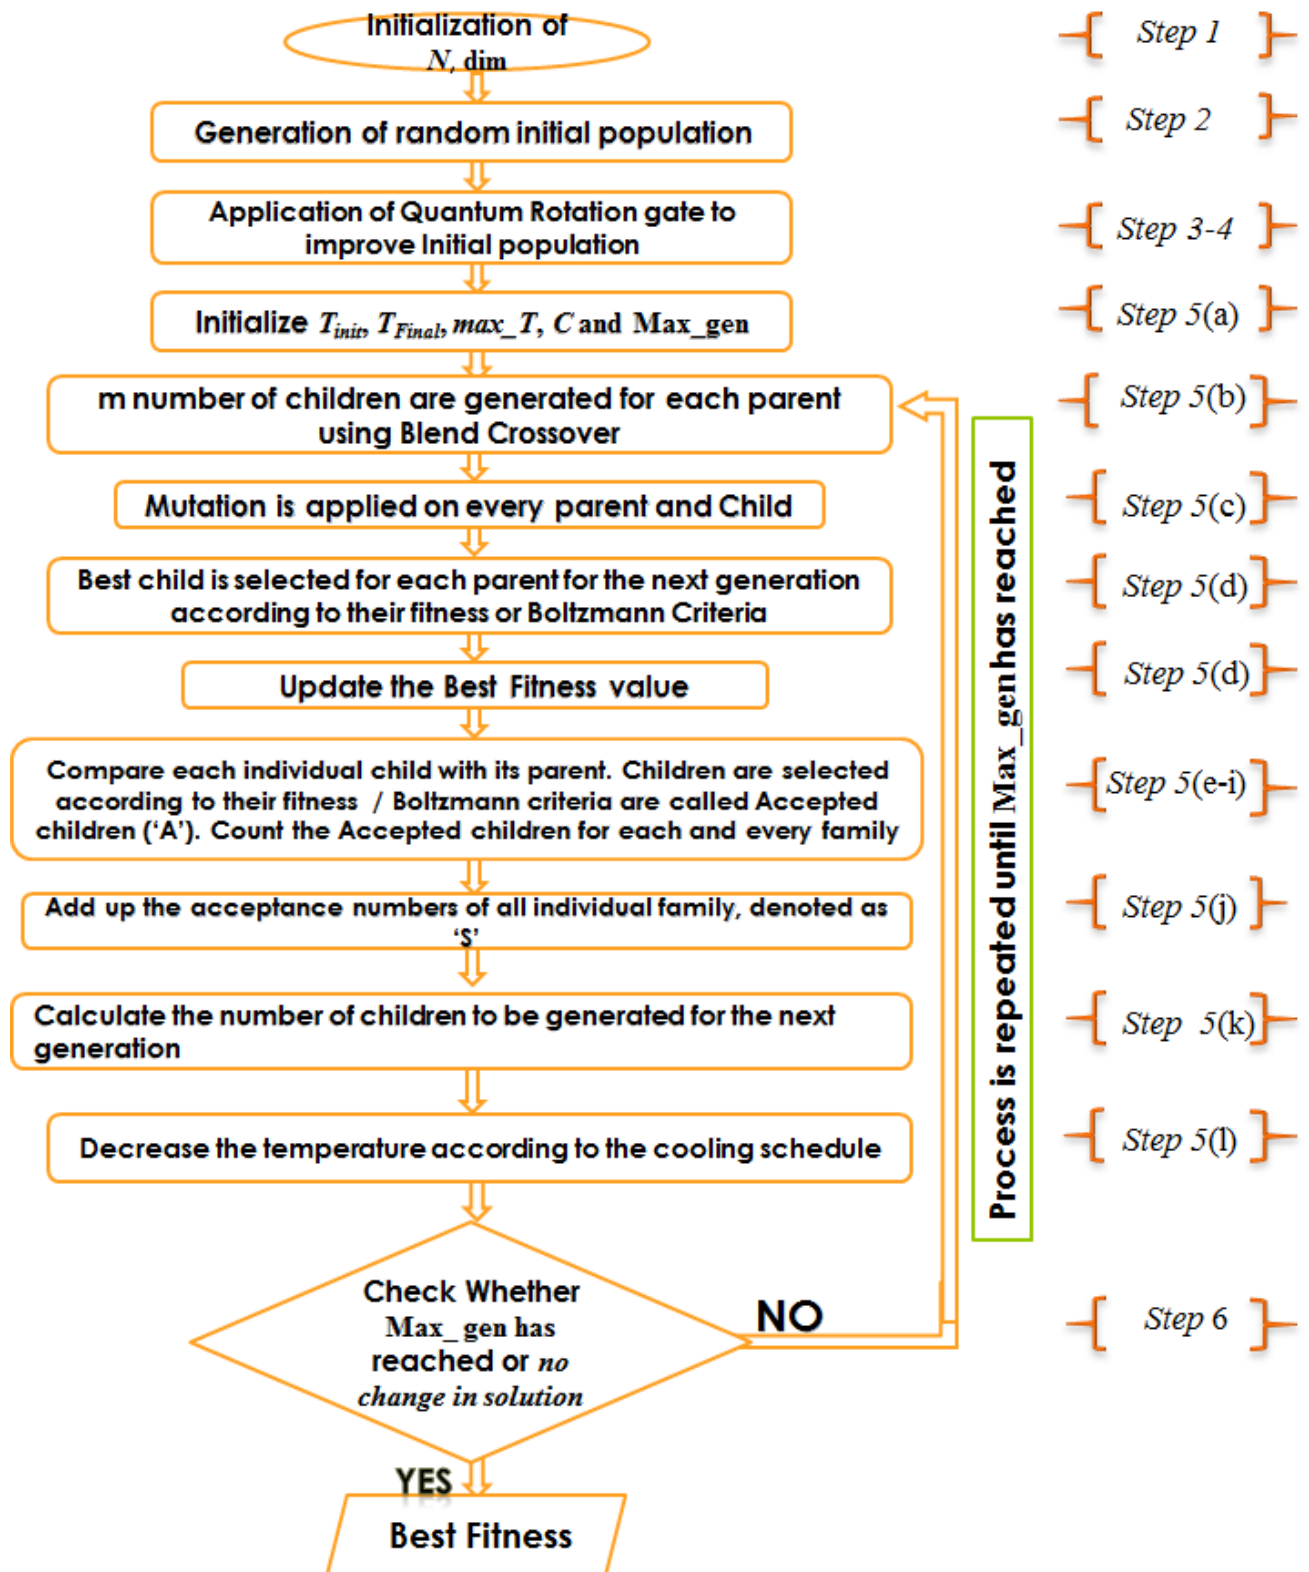 Initialization of
N, dim
Step 1
Generation of random initial population
Step 2
Application of Quantum Rotation gate to
improve Initial population
Step 3-4
Initialize Tinit, TFinal, max_T, C and Max_gen
Step 5(a)
m number of children are generated for each parent
using Blend Crossover
Step 5(b)
Mutation is applied on every parent and Child
Step 5(c)
Best child is selected for each parent for the next generation
according to their fitness or Boltzmann Criteria
Step 5(d)
Update the Best Fitness value
Step 5(d)
Compare each individual child with its parent. Children are selected
according to their fitness / Boltzmann criteria are called Accepted
children (‘A’). Count the Accepted children for each and every family
Step 5(e-i)
Add up the acceptance numbers of all individual family, denoted as
‘S’
Step 5(j)
Calculate the number of children to be generated for the next
generation
Step 5(k)
Decrease the temperature according to the cooling schedule
Step 5(l)
Process is repeated until Max_gen has reached
Check Whether
Max_ gen has
reached or no
change in solution
NO
Step 6
YES
Best Fitness